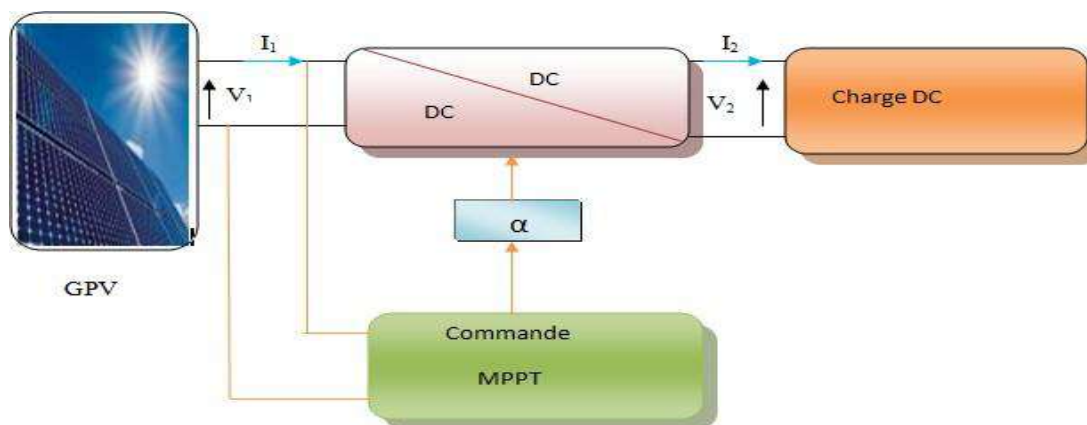 I₁
I₂
V₁
DC
DC
V₂
Charge DC
α
GPV
Commande
MPPT